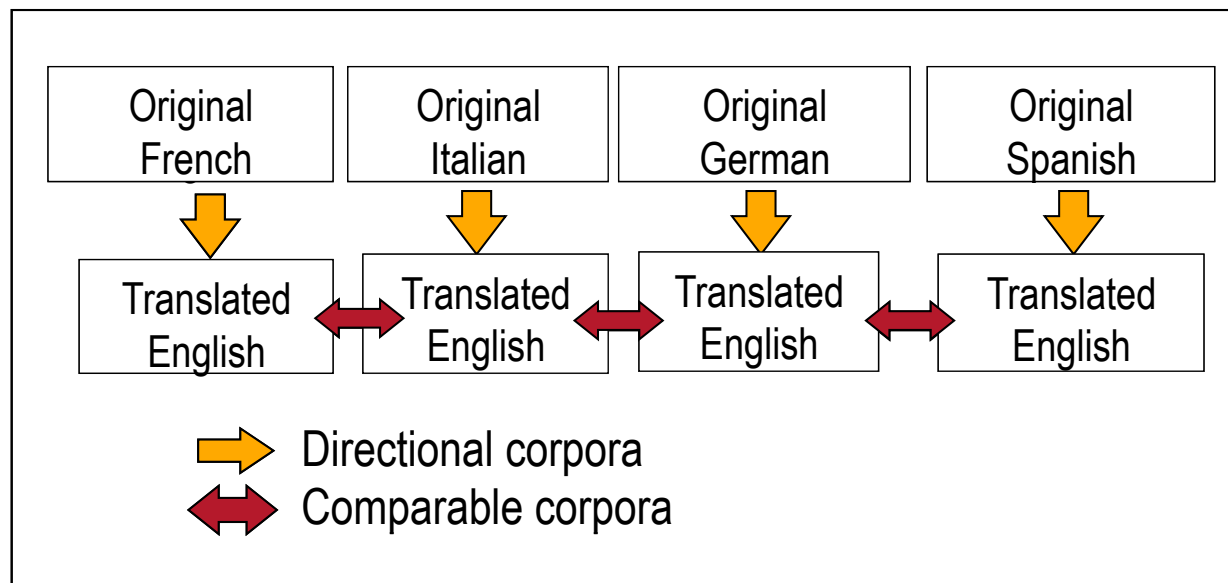 Original
French
Original
Italian
Original
German
Original
Spanish
Translated
English
Translated
English
Translated
English
Translated
English
Directional corpora
Comparable corpora